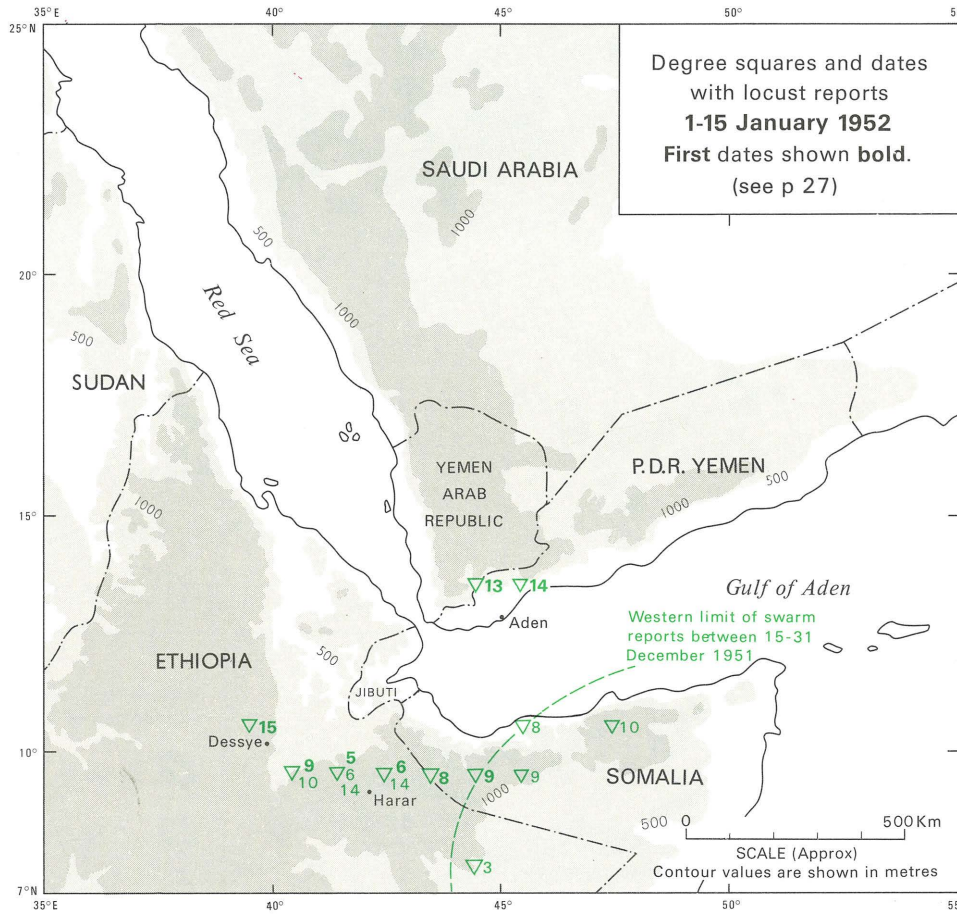 35°E
40°
45°
50°
5
25°N
Degree squares and dates
with locust reports
1-15 January 1952
First dates shown bold.
(see p 27)
SAUDI ARABIA
1000
500
20°
1000
Red Sea
500
SUDAN
YEMEN
ARAB
REPUBLIC
P.D.R. YEMEN
500
1000
1000
15°
13
14
Gulf of Aden
Aden
Western limit of swarm
reports between 15-31
December 1951
ETHIOPIA
500
JIBUTI
15
8
10
Dessye
10°
9
10
5
6
14
6
14
8
9
9
SOMALIA
Harar
1000
500
0
500 Km
SCALE (Approx)
Contour values are shown in metres
3
7°N
35°E
40°
45°
50°
55